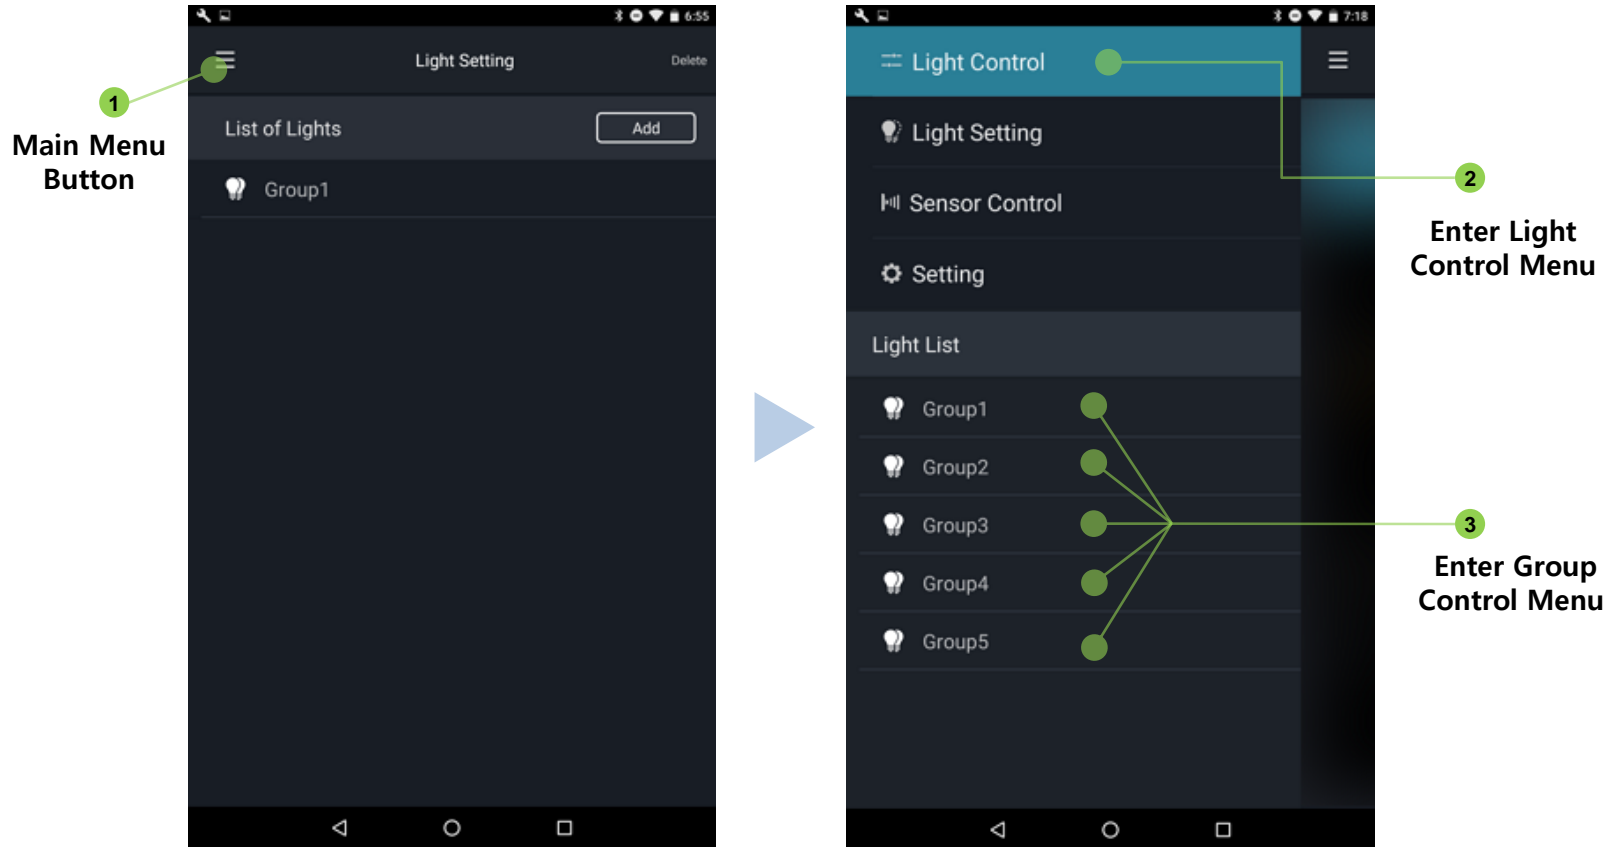 6:55
Light Setting
Delete
1
Main Menu
Button
List of Lights
Add
Group1
7:18
Light Control
Light Setting
Sensor Control
Setting
Light List
Group1
Group2
Group3
Group4
Group5
2
Enter Light
Control Menu
3
Enter Group
Control Menu